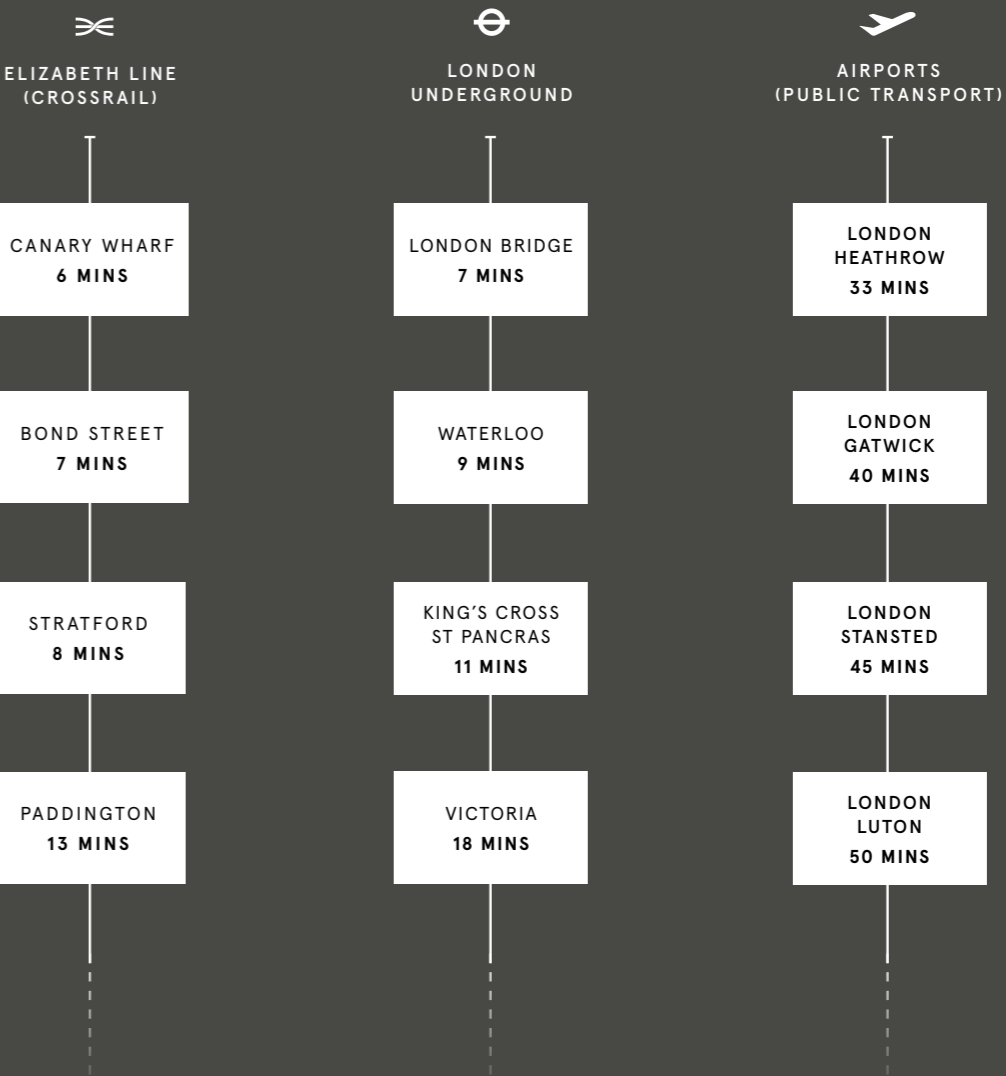 ELIZABETH LINE
(CROSSRAIL)
CANARY WHARF
6 MINS
BOND STREET
7 MINS
STRATFORD
8 MINS
PADDINGTON
13 MINS
LONDON
UNDERGROUND
LONDON BRIDGE
7 MINS
WATERLOO
9 MINS
KING’S CROSS
ST PANCRAS
11 MINS
VICTORIA
18 MINS
AIRPORTS
(PUBLIC TRANSPORT)
LONDON
HEATHROW
33 MINS
LONDON
GATWICK
40 MINS
LONDON
STANSTED
45 MINS
LONDON
LUTON
50 MINS